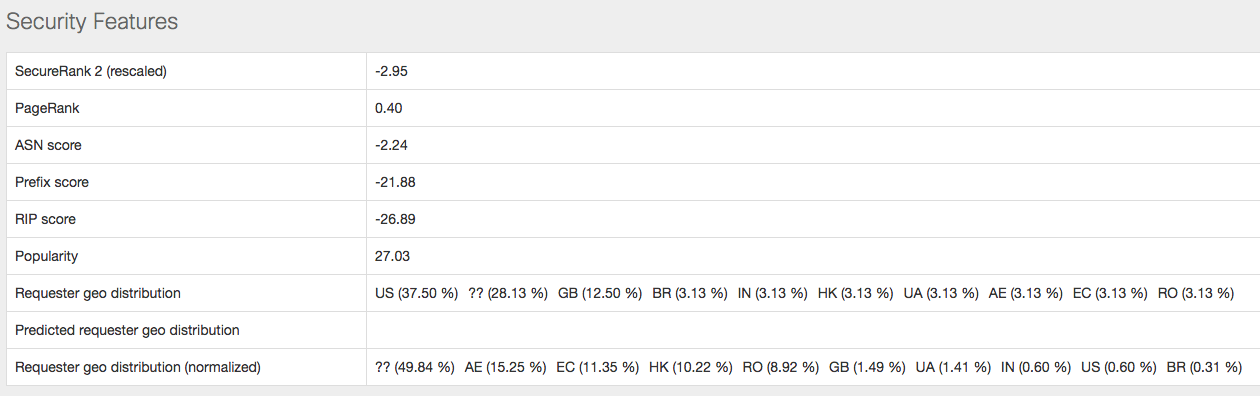 Security Features
SecureRank 2 (rescaled) -2.95
PageRank 0.40
ASN score -2.24
Prefix score -21.88
RIP score -26.89
Popularity 27.03
Requester geo distribution US (37.50 %) ?? (28.13 %) GB (12.50 %) BR (3.13 %) IN (3.13 %) HK (3.13 %) UA (3.13 %) AE (3.13 %) EC (3.13 %) RO (3.13 %)
Predicted requester geo distribution
Requester geo distribution (normalized) ?? (49.84 %) AE (15.25 %) EC (11.35 %) HK (10.22 %) RO (8.92 %) GB (1.49 %) UA (1.41 %) IN (0.60 %) US (0.60 %) BR (0.31 %)